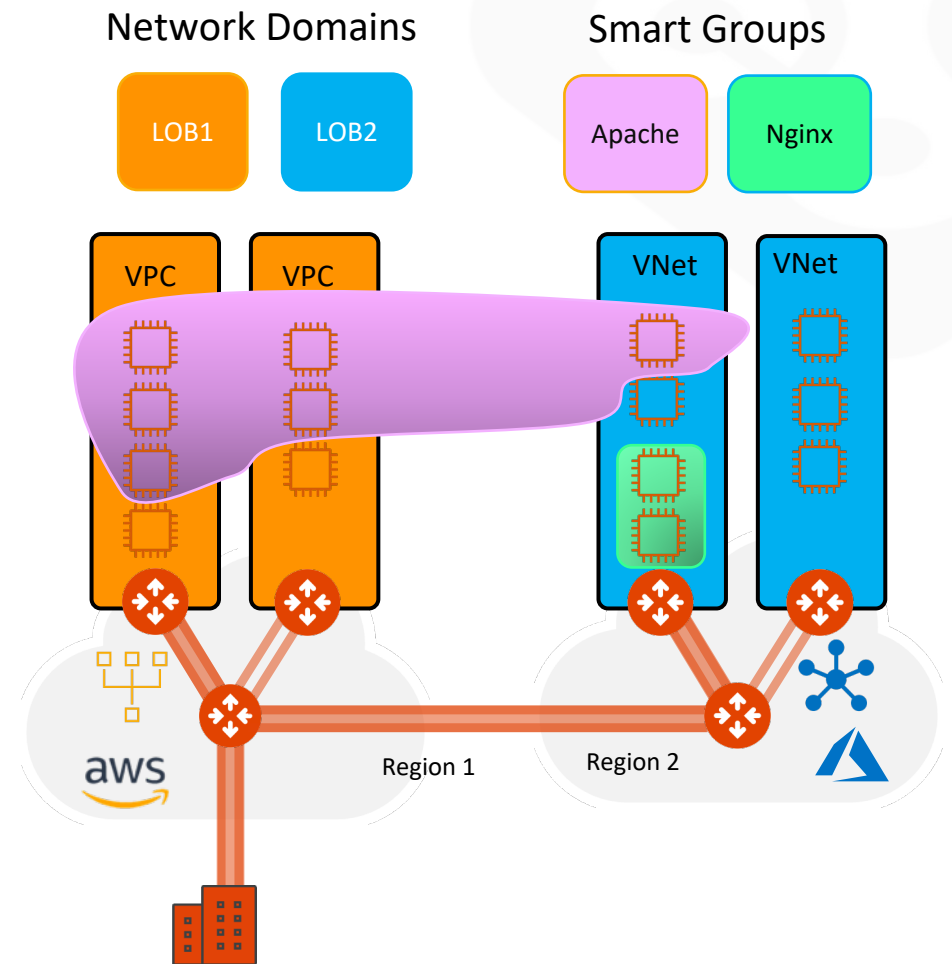 Network Domains
Smart Groups
LOB1
LOB2
Apache
Nginx
VPC
VPC
VNet
VNet
aws
Region 1
Region 2